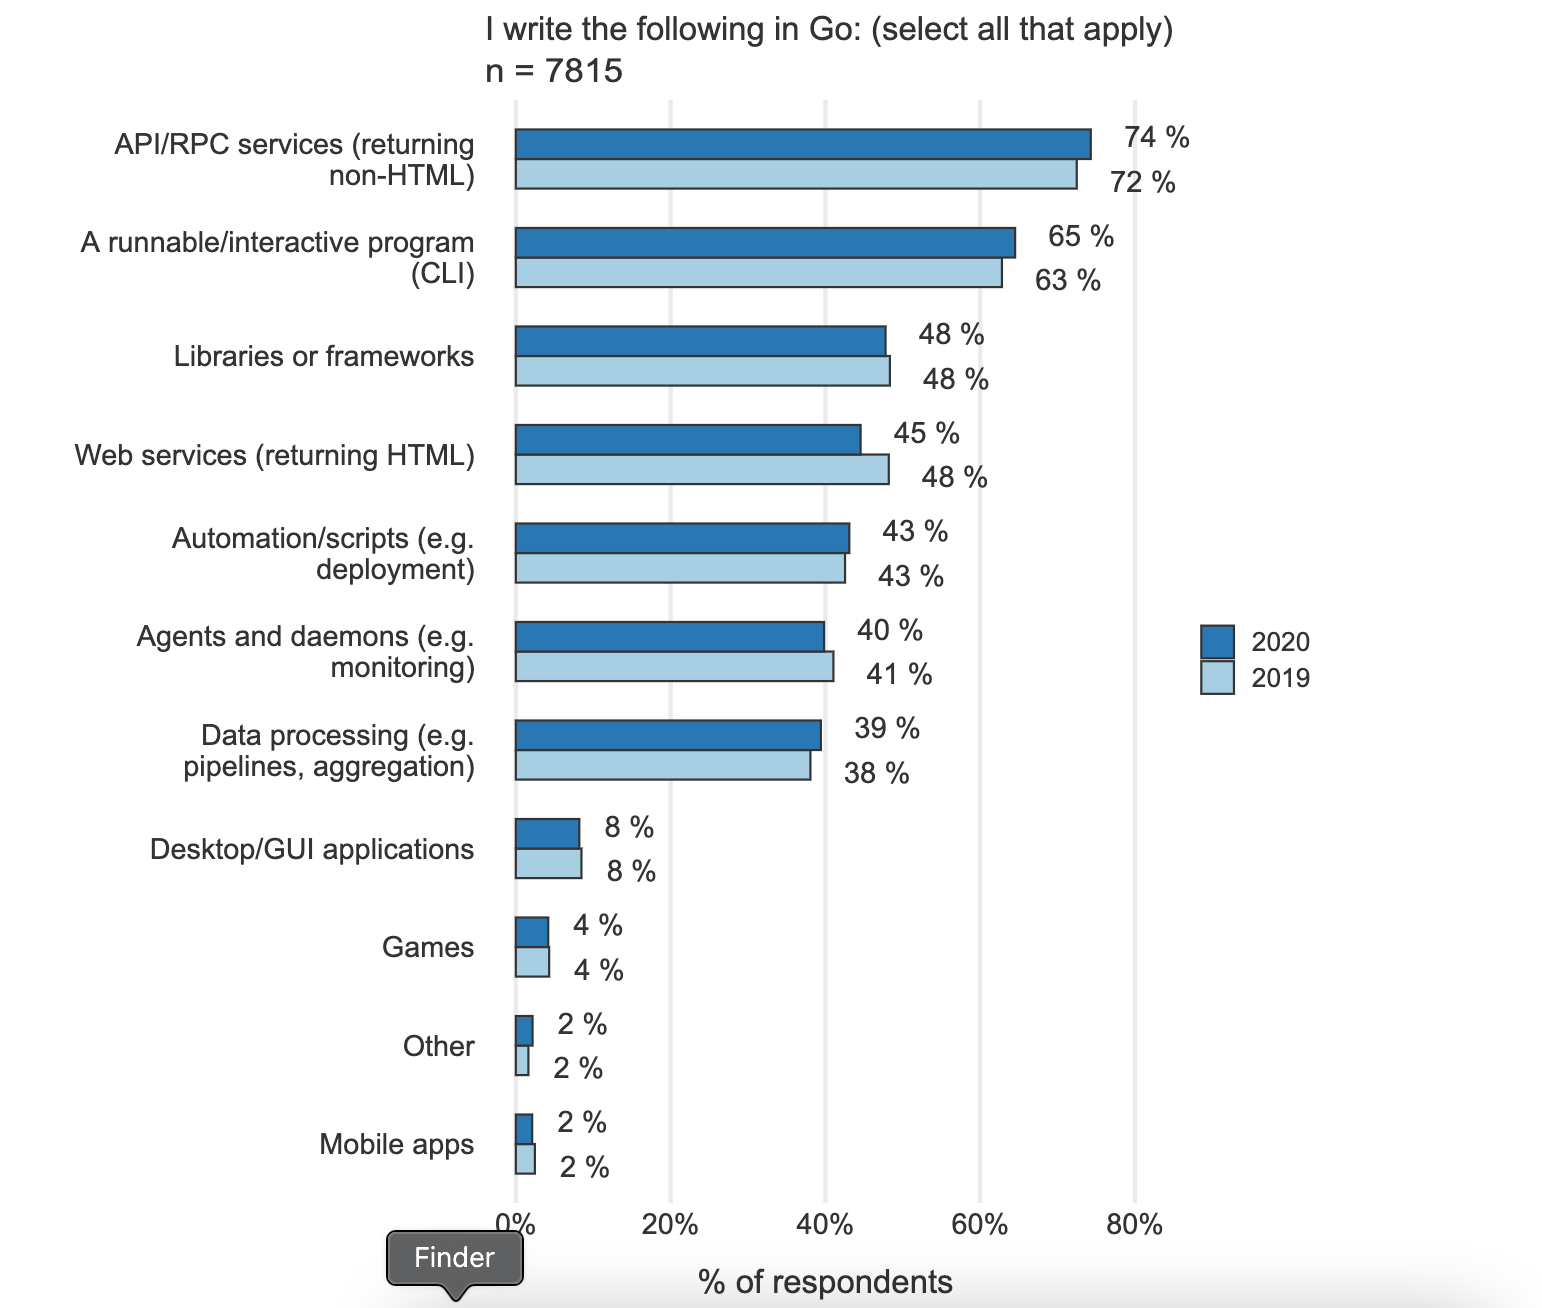 I write the following in Go: (select all that apply)
n = 7815
API/RPC services (returning
non-HTML)
74 %
72 %
A runnable/interactive program
(CLI)
65 %
63 %
Libraries or frameworks
48 %
48 %
Web services (returning HTML)
45 %
48 %
Automation/scripts (e.g.
deployment)
43 %
43 %
Agents and daemons (e.g.
monitoring)
40 %
41 %
2020
2019
Data processing (e.g.
pipelines, aggregation)
39 %
38 %
Desktop/GUI applications
8 %
8 %
Games
4 %
4 %
Other
2 %
2 %
Mobile apps
2 %
2 %
0% 20% 40% 60% 80%
Finder
% of respondents